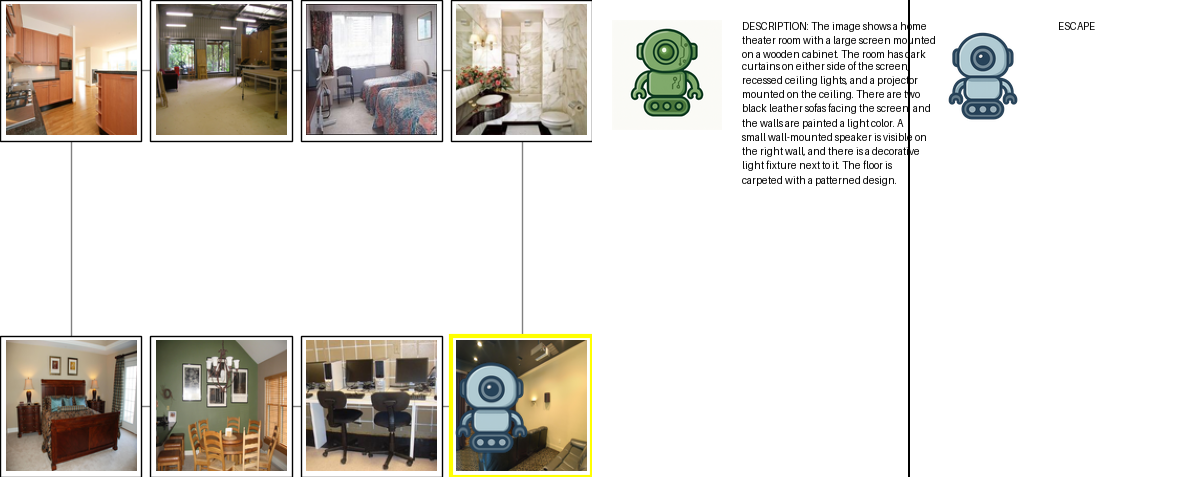 DESCRIPTION: The image shows a home
theater room with a large screen mounted
on a wooden cabinet. The room has dark
curtains on either side of the screen,
recessed ceiling lights, and a projector
mounted on the ceiling. There are two
black leather sofas facing the screen, and
the walls are painted a light color. A
small wall-mounted speaker is visible on
the right wall, and there is a decorative
light fixture next to it. The floor is
carpeted with a patterned design.
ESCAPE